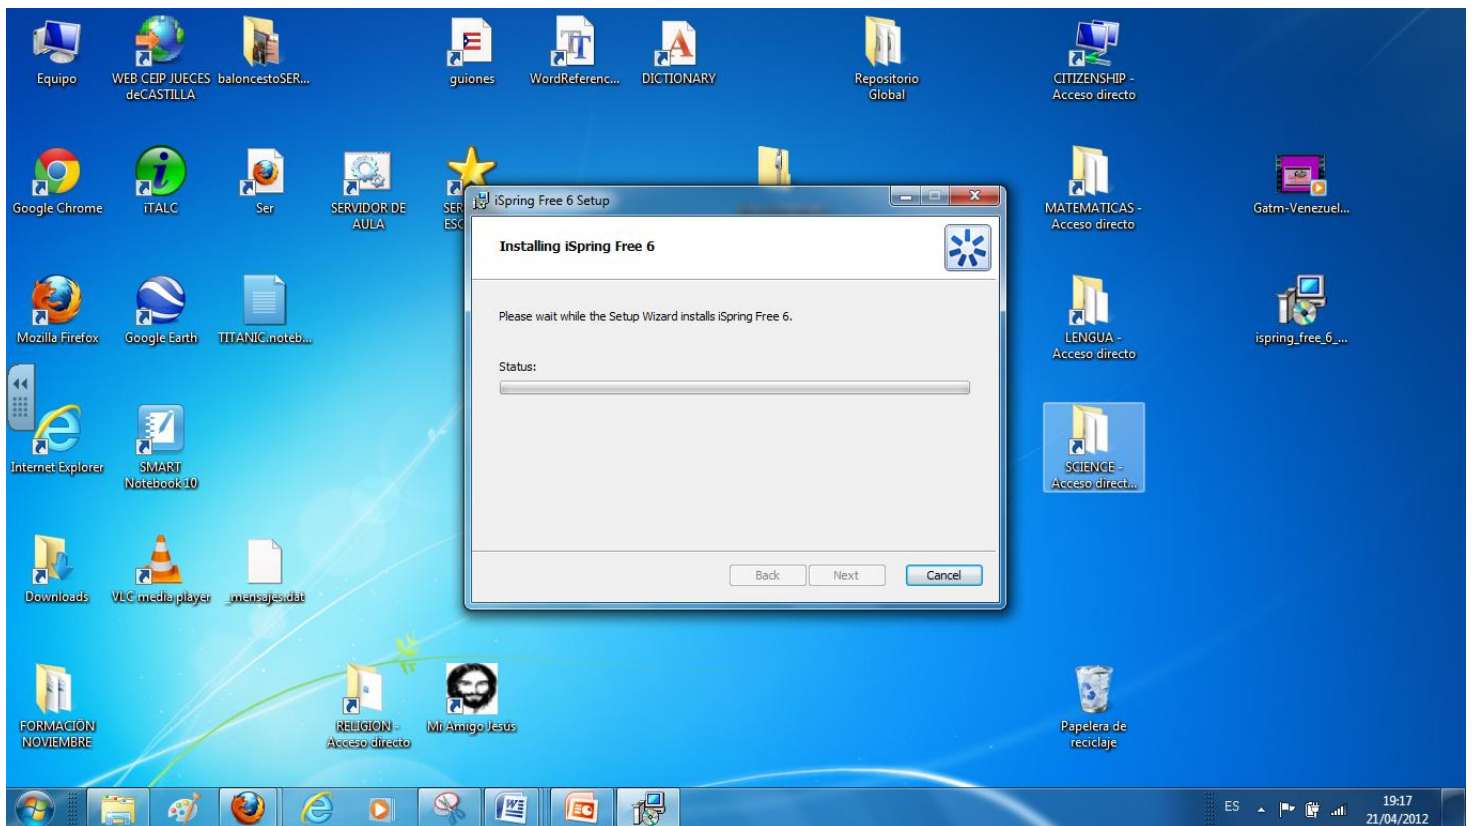 Equipo
WEB CEIP JUECES
deCASTILLA
baloncestoSER...
guiones
WordReferenc...
DICTIONARY
Repositorio
Global
CITIZENSHIP -
Acceso directo
Google Chrome
iTALC
Ser
SERVIDOR DE
AULA
SER
ESC
MATEMATICAS -
Acceso directo
Gatm-Venezuel...
iSpring Free 6 Setup
Installing iSpring Free 6
Please wait while the Setup Wizard installs iSpring Free 6.
Status:
Back
Next
Cancel
Mozilla Firefox
Google Earth
TITANIC.noteb...
LENGUA -
Acceso directo
ispring_free_6_...
Internet Explorer
SMART
Notebook 10
SCIENCE -
Acceso direct...
Downloads
VLC media player
_mensajes.dat
FORMACIÓN
NOVIEMBRE
RELIGION -
Acceso directo
Mi Amigo Jesús
Papelera de
reciclaje
ES
19:17
21/04/2012